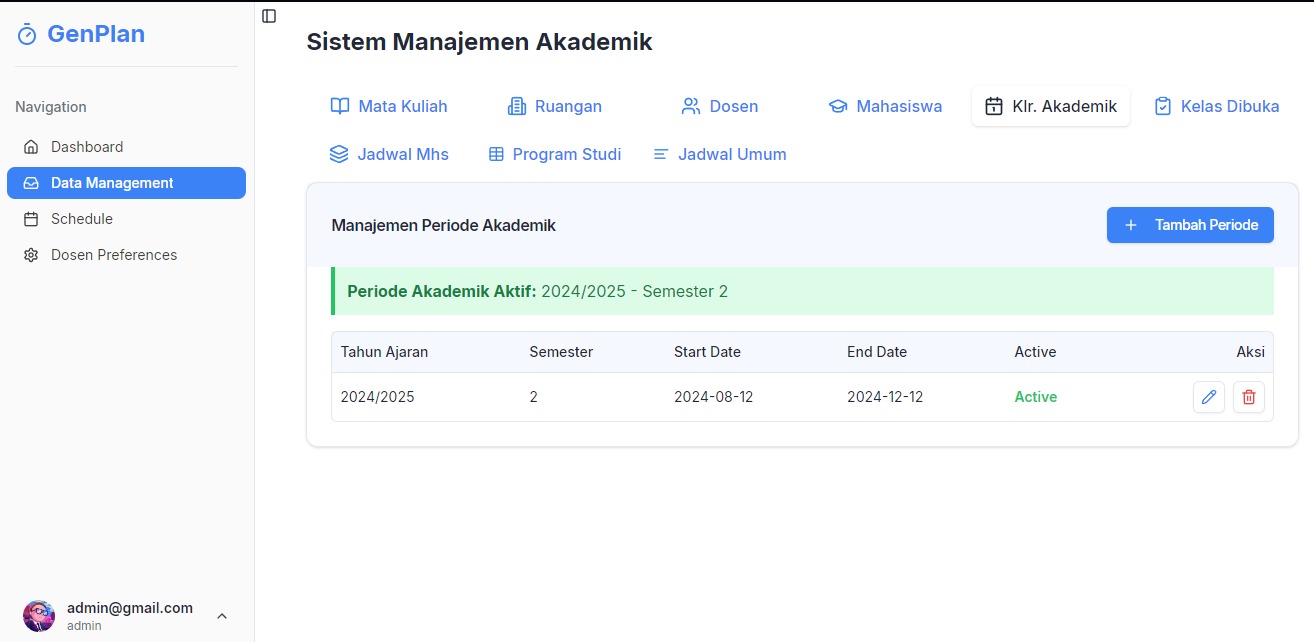 GenPlan
Navigation
Dashboard
Data Management
Schedule
Dosen Preferences
admin@gmail.com
admin
Sistem Manajemen Akademik
Mata Kuliah Ruangan Dosen Mahasiswa Klr. Akademik Kelas Dibuka
Jadwal Mhs Program Studi Jadwal Umum
Manajemen Periode Akademik Tambah Periode
Periode Akademik Aktif: 2024/2025 - Semester 2
Tahun Ajaran Semester Start Date End Date Active Aksi
2024/2025 2 2024-08-12 2024-12-12 Active